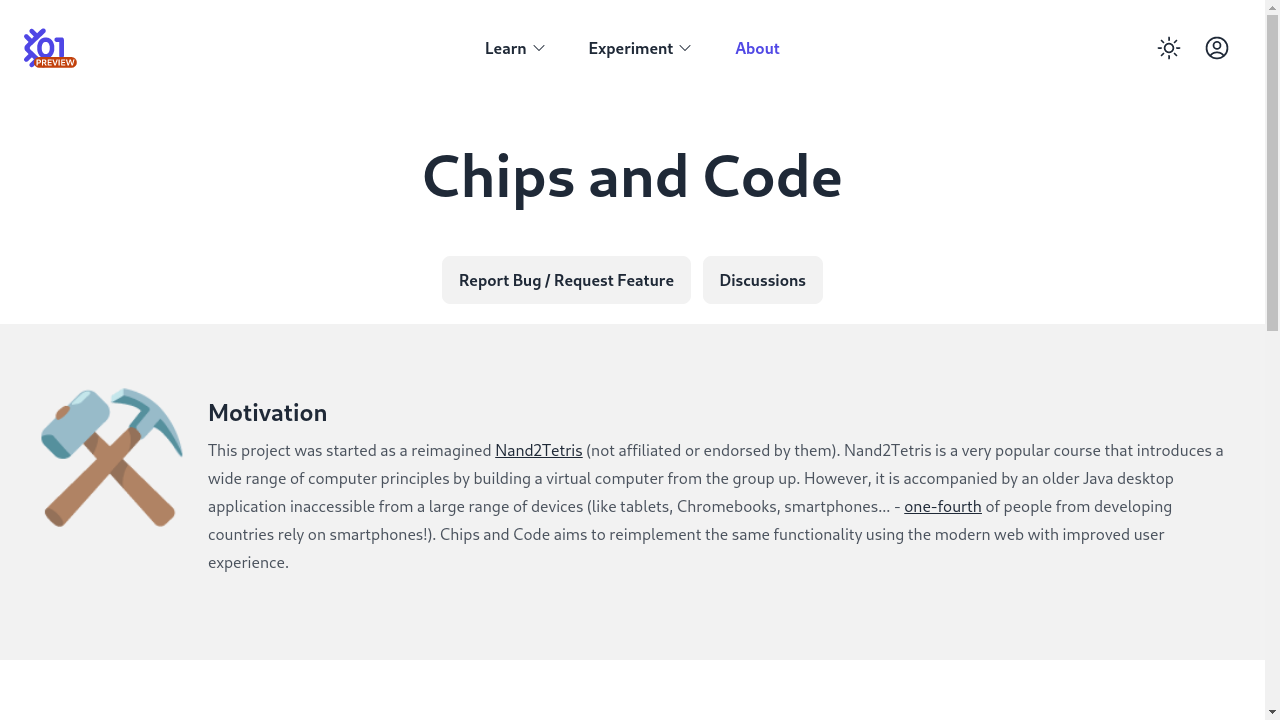 01
PREVIEW
Learn
Experiment
About
Chips and Code
Report Bug / Request Feature
Discussions
Motivation
This project was started as a reimagined Nand2Tetris (not affiliated or endorsed by them). Nand2Tetris is a very popular course that introduces a
wide range of computer principles by building a virtual computer from the group up. However, it is accompanied by an older Java desktop
application inaccessible from a large range of devices (like tablets, Chromebooks, smartphones... - one-fourth of people from developing
countries rely on smartphones!). Chips and Code aims to reimplement the same functionality using the modern web with improved user
experience.